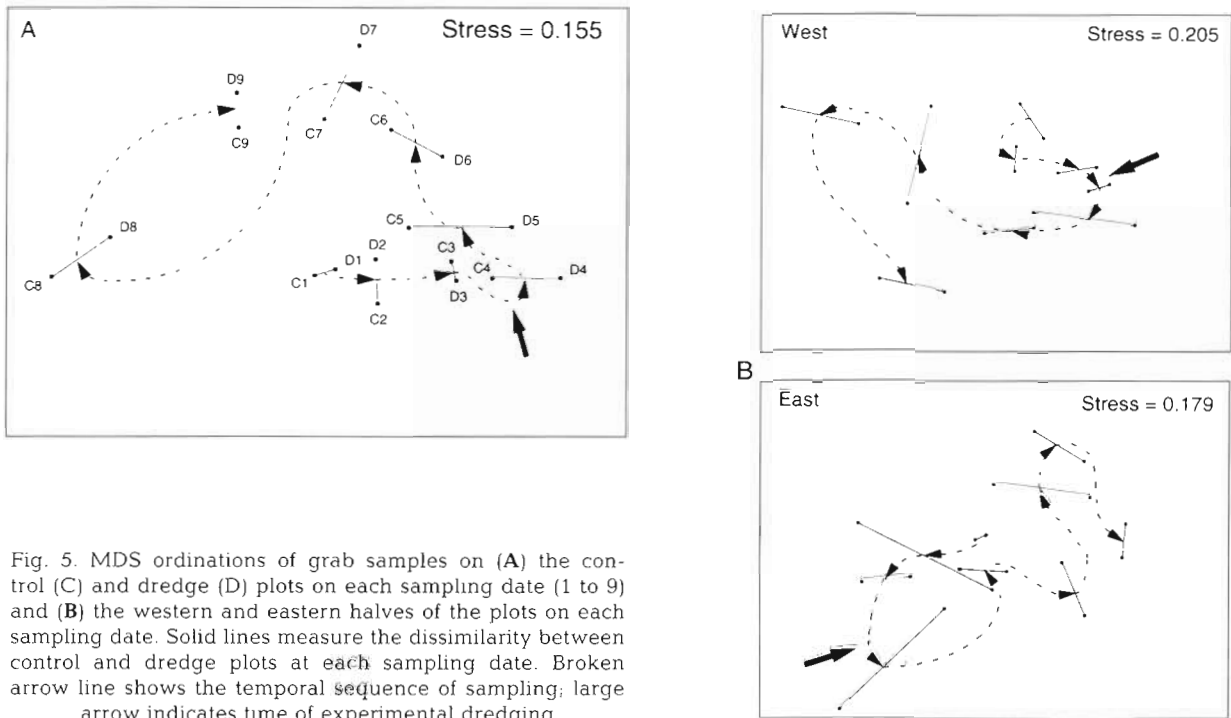 A
Stress = 0.155
D7
D9
C9
C7
C6
D6
D8
C8
C5
D5
D2
D1
C1
C2
C3
D3
C4
D4
West
Stress = 0.205
B
East
Stress = 0.179
Fig. 5. MDS ordinations of grab samples on (A) the con-
trol (C) and dredge (D) plots on each sampling date (1 to 9)
and (B) the western and eastern halves of the plots on each
sampling date. Solid lines measure the dissimilarity between
control and dredge plots at each sampling date. Broken
arrow line shows the temporal sequence of sampling; large
arrow indicates time of experimental dredging